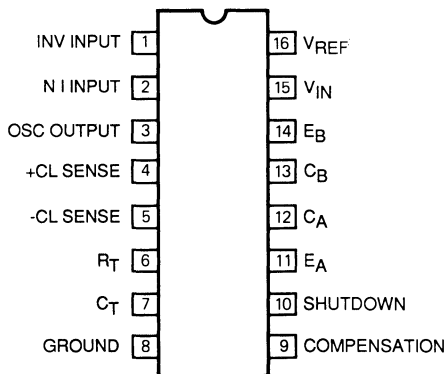 INV INPUT 1 16 VREF
N I INPUT 2 15 VIN
OSC OUTPUT 3 14 EB
+CL SENSE 4 13 CB
-CL SENSE 5 12 CA
RT 6 11 EA
CT 7 10 SHUTDOWN
GROUND 8 9 COMPENSATION